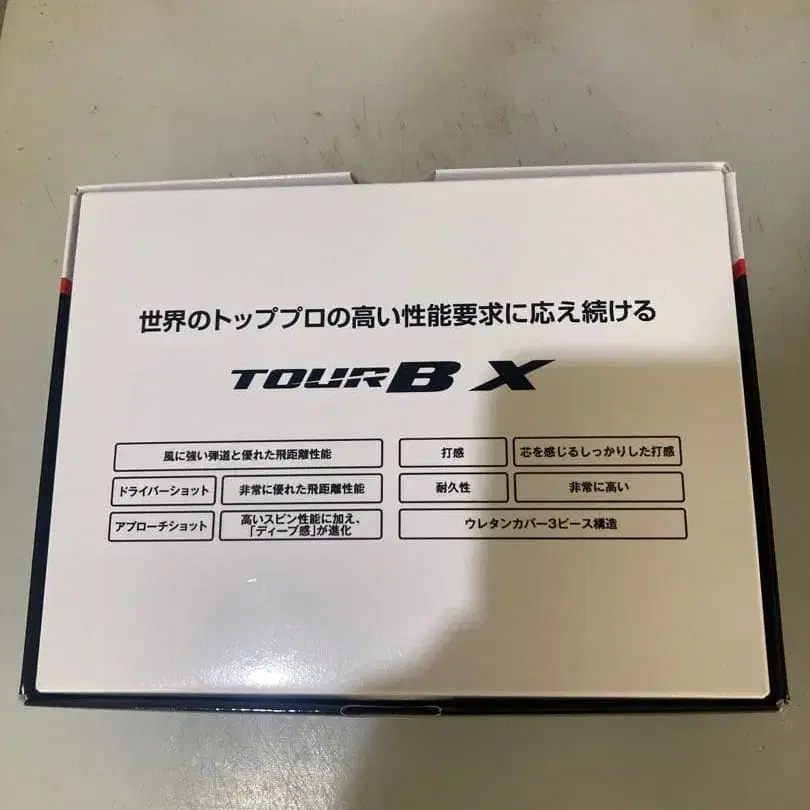 世界のトッププロの高い性能要求に応え続ける
TOURB X
風に強い弾道と優れた飛距離性能
ドライバーショット 非常に優れた飛距離性能
アプローチショット 高いスピン性能に加え、
「ディープ感」が進化
打感 芯を感じるしっかりした打感
耐久性 非常に高い
ウレタンカバー3ピース構造